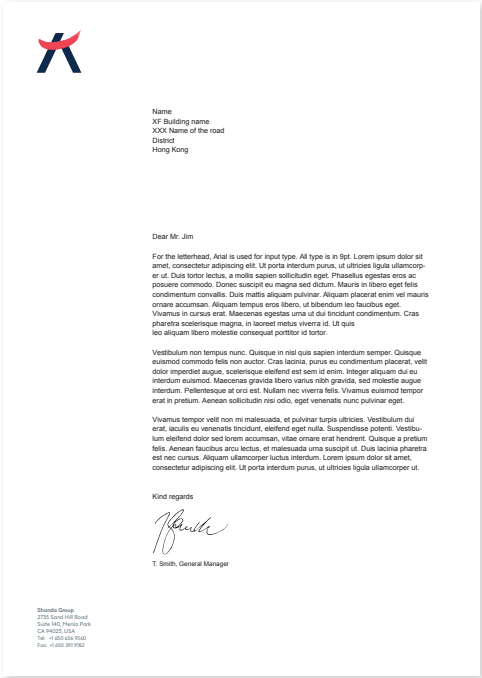 Name
XF Building name
XXX Name of the road
District
Hong Kong
Dear Mr. Jim
For the letterhead, Arial is used for input type. All type is in 9pt. Lorem ipsum dolor sit
amet, consectetur adipiscing elit. Ut porta interdum purus, ut ultricies ligula ullamcorp-
er ut. Duis tortor lectus, a mollis sapien sollicitudin eget. Phasellus egestas eros ac
posuere commodo. Donec suscipit eu magna sed dictum. Mauris in libero eget felis
condimentum convallis. Duis mattis aliquam pulvinar. Aliquam placerat enim vel mauris
ornare accumsan. Aliquam tempus eros libero, ut bibendum leo faucibus eget.
Vivamus in cursus erat. Maecenas egestas urna ut dui tincidunt condimentum. Cras
pharetra scelerisque magna, in laoreet metus viverra id. Ut quis
leo aliquam libero molestie consequat porttitor id tortor.
Vestibulum non tempus nunc. Quisque in nisl quis sapien interdum semper. Quisque
euismod commodo felis non auctor. Cras lacinia, purus eu condimentum placerat, velit
dolor imperdiet augue, scelerisque eleifend est sem id enim. Integer aliquam dui eu
interdum euismod. Maecenas gravida libero varius nibh gravida, sed molestie augue
interdum. Pellentesque at orci est. Nullam nec viverra felis. Vivamus euismod tempor
erat in pretium. Aenean sollicitudin nisi odio, eget venenatis nunc pulvinar eget.
Vivamus tempor velit non mi malesuada, et pulvinar turpis ultricies. Vestibulum dui
erat, iaculis eu venenatis tincidunt, eleifend eget nulla. Suspendisse potenti. Vestibu-
lum eleifend dolor sed lorem accumsan, vitae ornare erat hendrerit. Quisque a pretium
felis. Aenean faucibus arcu lectus, et malesuada urna suscipit ut. Duis lacinia pharetra
est nec cursus. Aliquam ullamcorper luctus interdum. Lorem ipsum dolor sit amet,
consectetur adipiscing elit. Ut porta interdum purus, ut ultricies ligula ullamcorper ut.
Kind regards
T. Smith, General Manager
Shanda Group
2735 Sand Hill Road
Suite 140, Menlo Park
CA 94025, USA
Tel: +1 650 656 9560
Fax: +1 650 391 9182